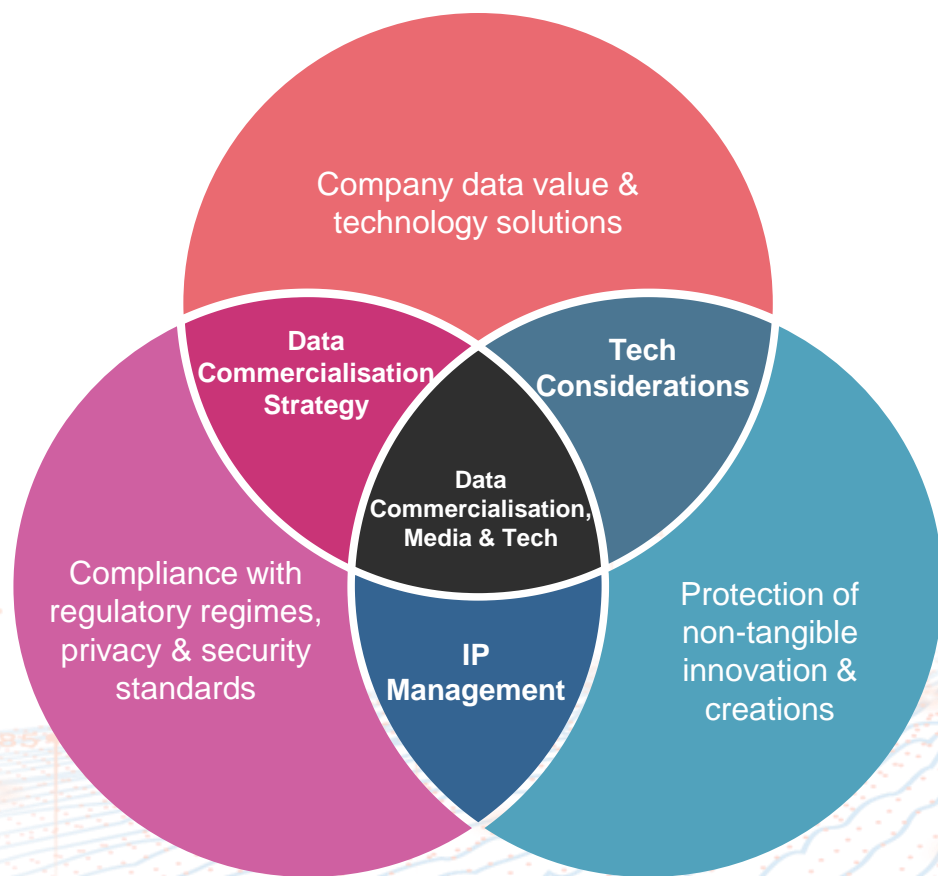 Company data value &
technology solutions
Data
Commercialisation
Strategy
Tech
Considerations
Data
Commercialisation,
Media & Tech
Compliance with
regulatory regimes,
privacy & security
standards
IP
Management
Protection of
non-tangible
innovation &
creations